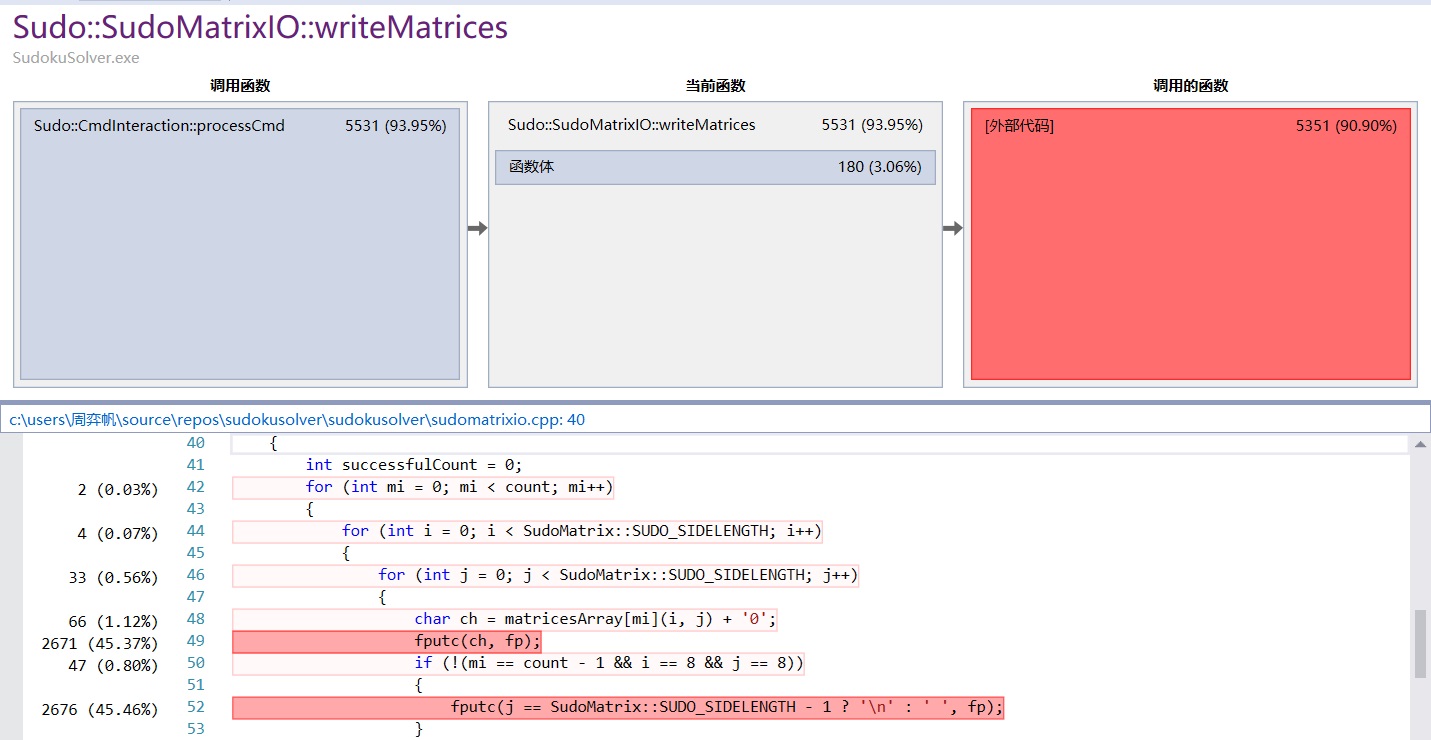 Sudo::SudoMatrixIO::writeMatrices
SudokuSolver.exe
调用函数 当前函数 调用的函数
Sudo::CmdInteraction::processCmd 5531 (93.95%)
Sudo::SudoMatrixIO::writeMatrices 5531 (93.95%)
函数体 180 (3.06%)
[外部代码] 5351 (90.90%)
c:\users\周弈帆\source\repos\sudokusolver\sudokusolver\sudomatrixio.cpp: 40
40 {
41 int successfulCount = 0;
2 (0.03%) 42 for (int mi = 0; mi < count; mi++)
43 {
4 (0.07%) 44 for (int i = 0; i < SudoMatrix::SUDO_SIDELENGTH; i++)
45 {
33 (0.56%) 46 for (int j = 0; j < SudoMatrix::SUDO_SIDELENGTH; j++)
47 {
66 (1.12%) 48 char ch = matricesArray[mi](i, j) + '0';
2671 (45.37%) 49 fputc(ch, fp);
47 (0.80%) 50 if (!(mi == count - 1 && i == 8 && j == 8))
51 {
2676 (45.46%) 52 fputc(j == SudoMatrix::SUDO_SIDELENGTH - 1 ? '\n' : ' ', fp);
53 }